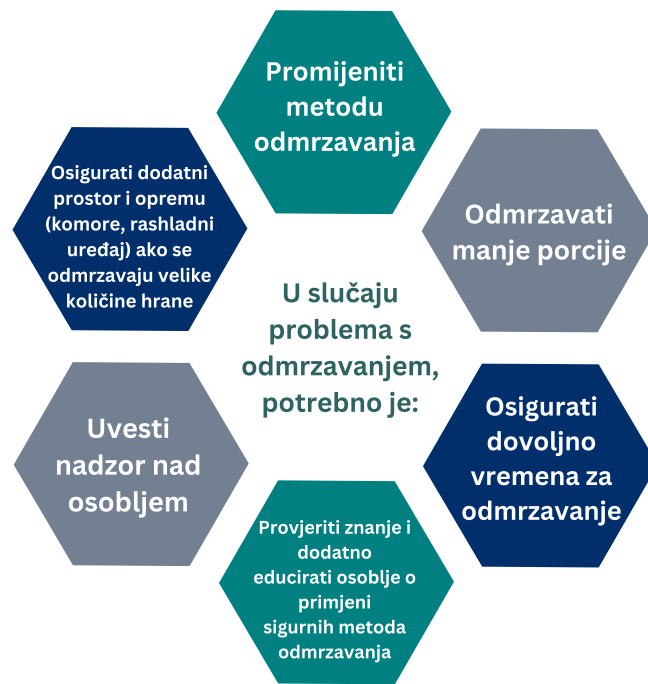 Promijeniti
metodu
odmrzavanja
Odmrzavati
manje porcije
Osigurati
dovoljno
vremena za
odmrzavanje
Provjeriti znanje i
dodatno
educirati osoblje o
primjeni
sigurnih metoda
odmrzavanja
Uvesti
nadzor nad
osobljem
Osigurati dodatni
prostor i opremu
(komore, rashladni
uređaj) ako se
odmrzavaju velike
količine hrane
U slučaju
problema s
odmrzavanjem,
potrebno je: